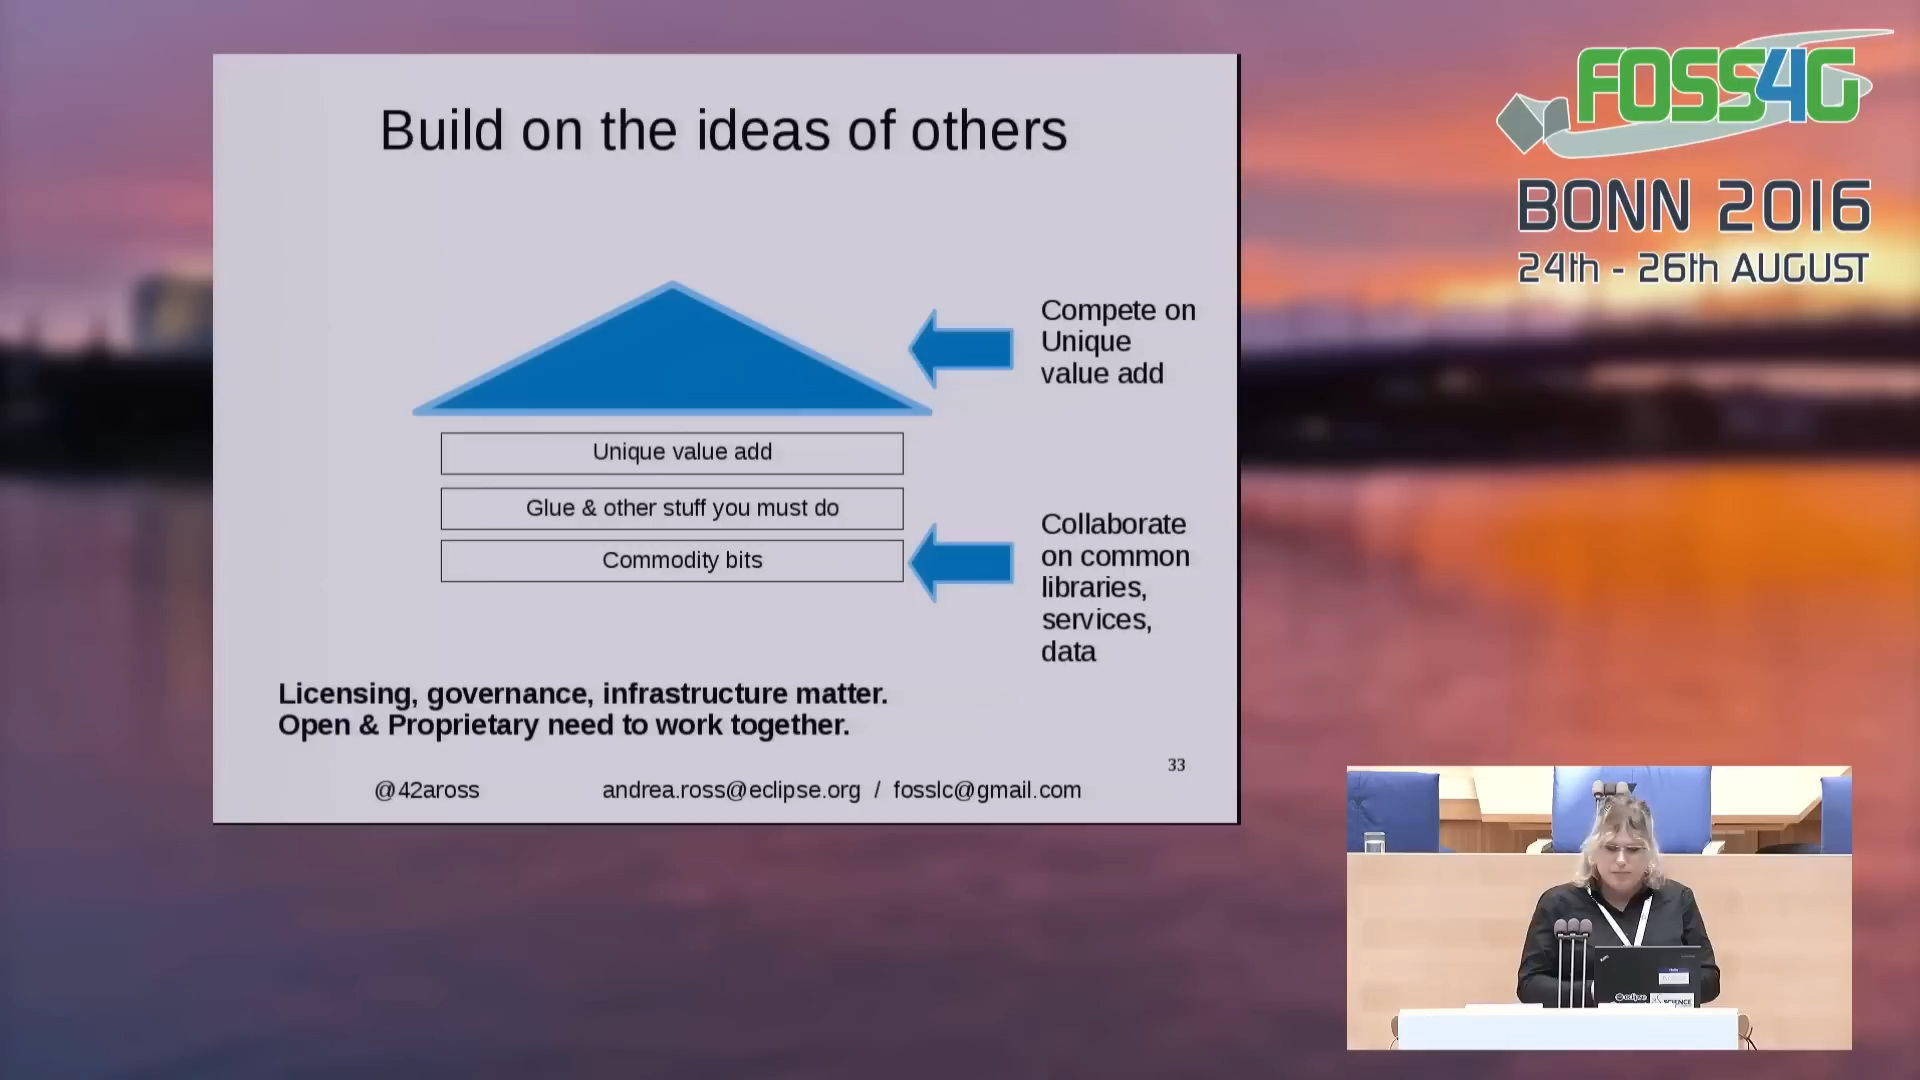 Build on the ideas of others
Compete on
Unique
value add
Unique value add
Glue & other stuff you must do
Commodity bits
Collaborate
on common
libraries,
services,
data
Licensing, governance, infrastructure matter.
Open & Proprietary need to work together.
33
@42aross
andrea.ross@eclipse.org / fosslc@gmail.com
FOSS4G
BONN 2016
24th - 26th AUGUST
eclipse
SCIENCE